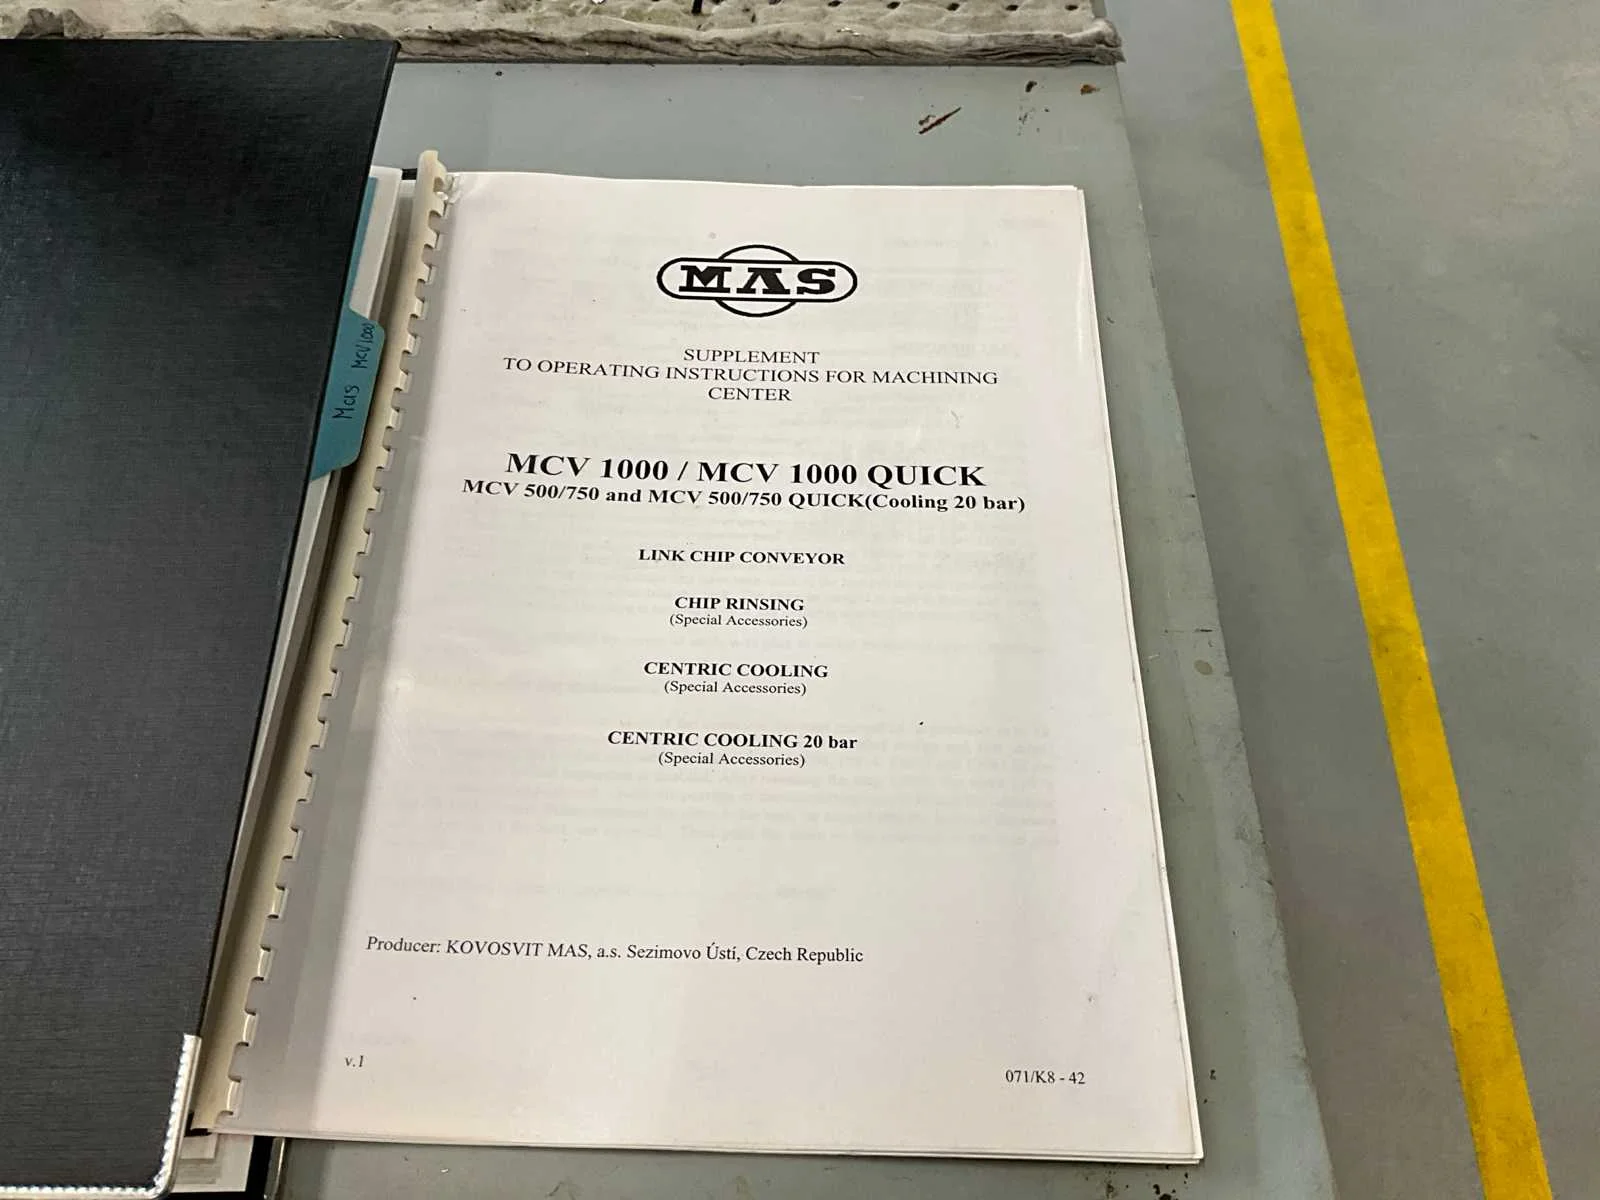 MAS
SUPPLEMENT
TO OPERATING INSTRUCTIONS FOR MACHINING
CENTER
MCV 1000 / MCV 1000 QUICK
MCV 500/750 and MCV 500/750 QUICK(Cooling 20 bar)
LINK CHIP CONVEYOR
CHIP RINSING
(Special Accessories)
CENTRIC COOLING
(Special Accessories)
CENTRIC COOLING 20 bar
(Special Accessories)
Producer: KOVOSVIT MAS, a.s. Sezimovo Ústí, Czech Republic
v.1
071/K8 - 42
Mas MCV1000